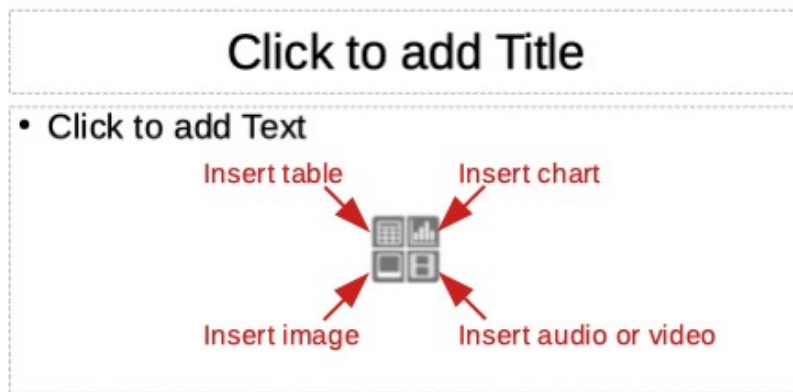 Click to add Title
• Click to add Text
Insert table
Insert chart
Insert image
Insert audio or video